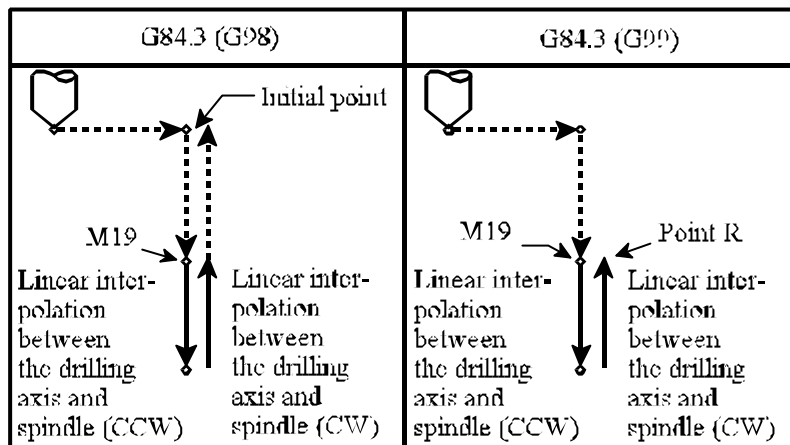 G84.3 (G98)
G84.3 (G99)
Initial point
M19
Linear inter-
polation
between
the drilling
axis and
spindle (CCW)
Linear inter-
polation
between
the drilling
axis and
spindle (CW)
M19
Point R
Linear inter-
polation
between
the drilling
axis and
spindle (CCW)
Linear inter-
polation
between
the drilling
axis and
spindle (CW)